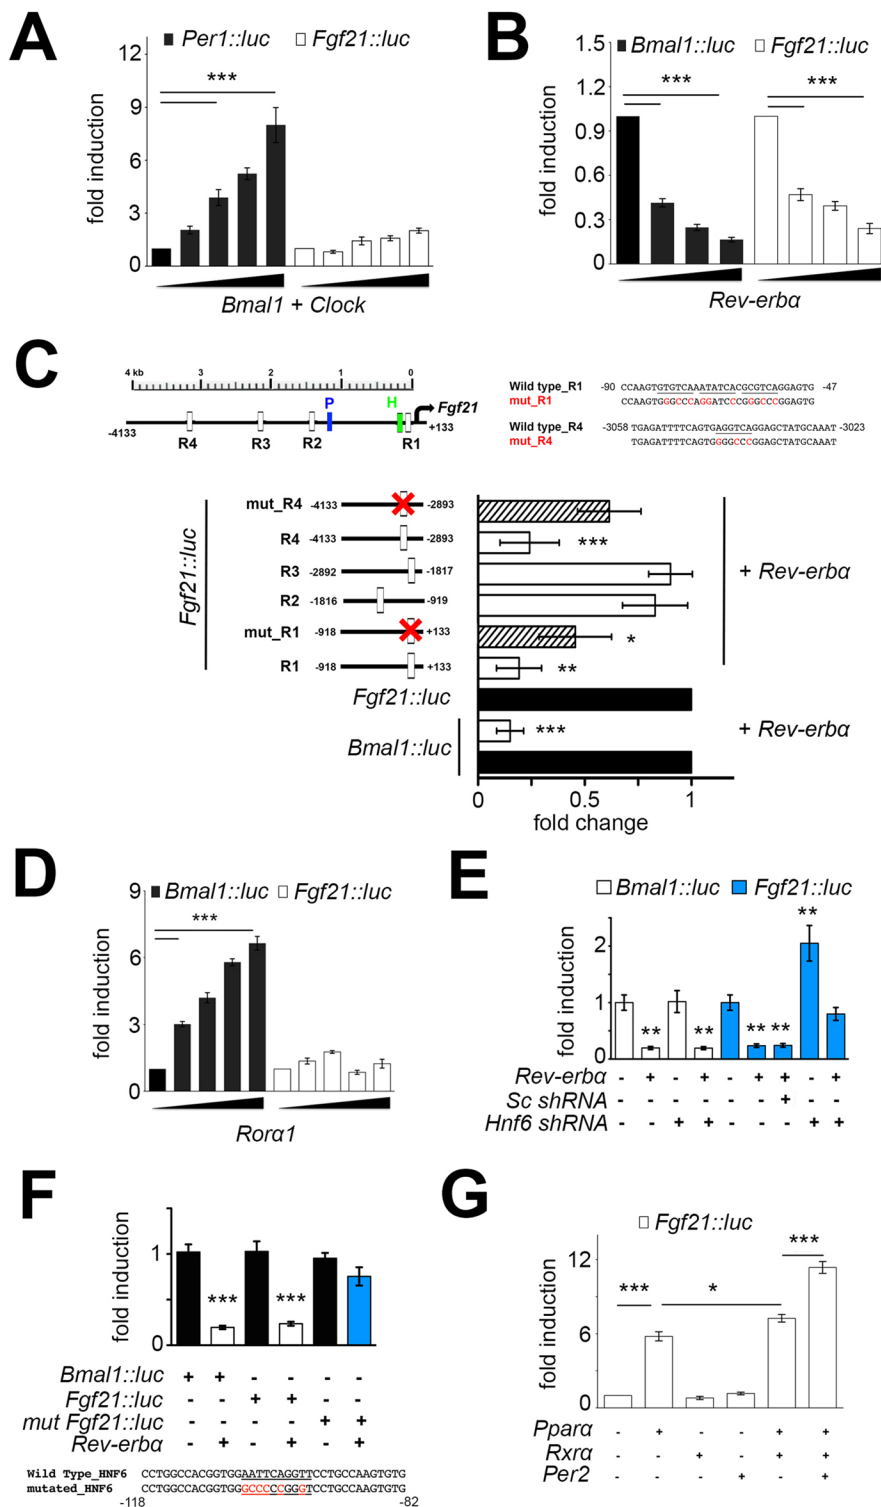 A
Per1::luc Fgf21::luc
12
9
6
3
0
fold induction
***
Bmal1 + Clock
B
Bmal1::luc Fgf21::luc
1.5
1.2
0.9
0.6
0.3
0
fold induction
*** ***
Rev-erbα
C
4 kb 3 2 1 0
P H Fgf21
-4133 R4 R3 R2 R1 +133
Wild type_R1 -90 CCAAGTGTGTCAAATATCACGCGTCAGGAGTG -47
mut_R1 CCAAGTGGGCCCAGGATCCCGGGCCCGGAGTG
Wild type_R4 -3058 TGAGATTTTCAGTGAGGTCAGAGCTATGCAAAT -3023
mut_R4 TGAGATTTTCAGTGGGGCCCGGAGCTATGCAAAT
Fgf21::luc
mut_R4 -4133 -2893
R4 -4133 -2893 ***
R3 -2892 -1817
R2 -1816 -919
mut_R1 -918 +133 *
R1 -918 +133 **
+ Rev-erbα
Fgf21::luc
Bmal1::luc *** + Rev-erbα
0 0.5 1
fold change
D
Bmal1::luc Fgf21::luc
9
6
3
0
fold induction
***
Rorα1
E
Bmal1::luc Fgf21::luc
2
1
0
fold induction
** ** ** ** **
Rev-erbα - + - + - + + - +
Sc shRNA - - - - - - + - -
Hnf6 shRNA - - + + - - - + +
F
1
0
fold induction
*** ***
Bmal1::luc + + - - - -
Fgf21::luc - - + + - -
mut Fgf21::luc - - - - + +
Rev-erbα - + - + - +
Wild Type_HNF6 CCTGGCCACGGTGGAATTCAGGTTCCTGCCAAGTGTG
mutated_HNF6 CCTGGCCACGGTGGGCCCCCGGGTCCTGCCAAGTGTG
-118 -82
G
Fgf21::luc
12
6
0
fold induction
*** * ***
Pparα - + - - + +
Rxrα - - + - + +
Per2 - - - + - +